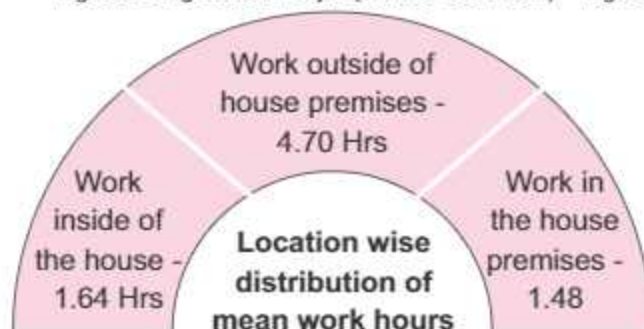 Work outside of
house premises -
4.70 Hrs
Work
inside of
the house -
1.64 Hrs
Work in
the house
premises -
1.48
Location wise
distribution of
mean work hours